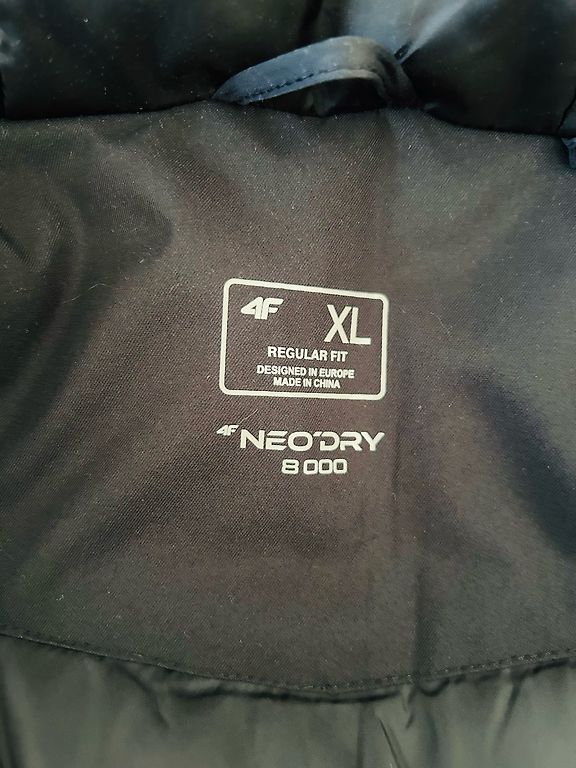 4F XL
REGULAR FIT
DESIGNED IN EUROPE
MADE IN CHINA
4F NEO'DRY
8 000